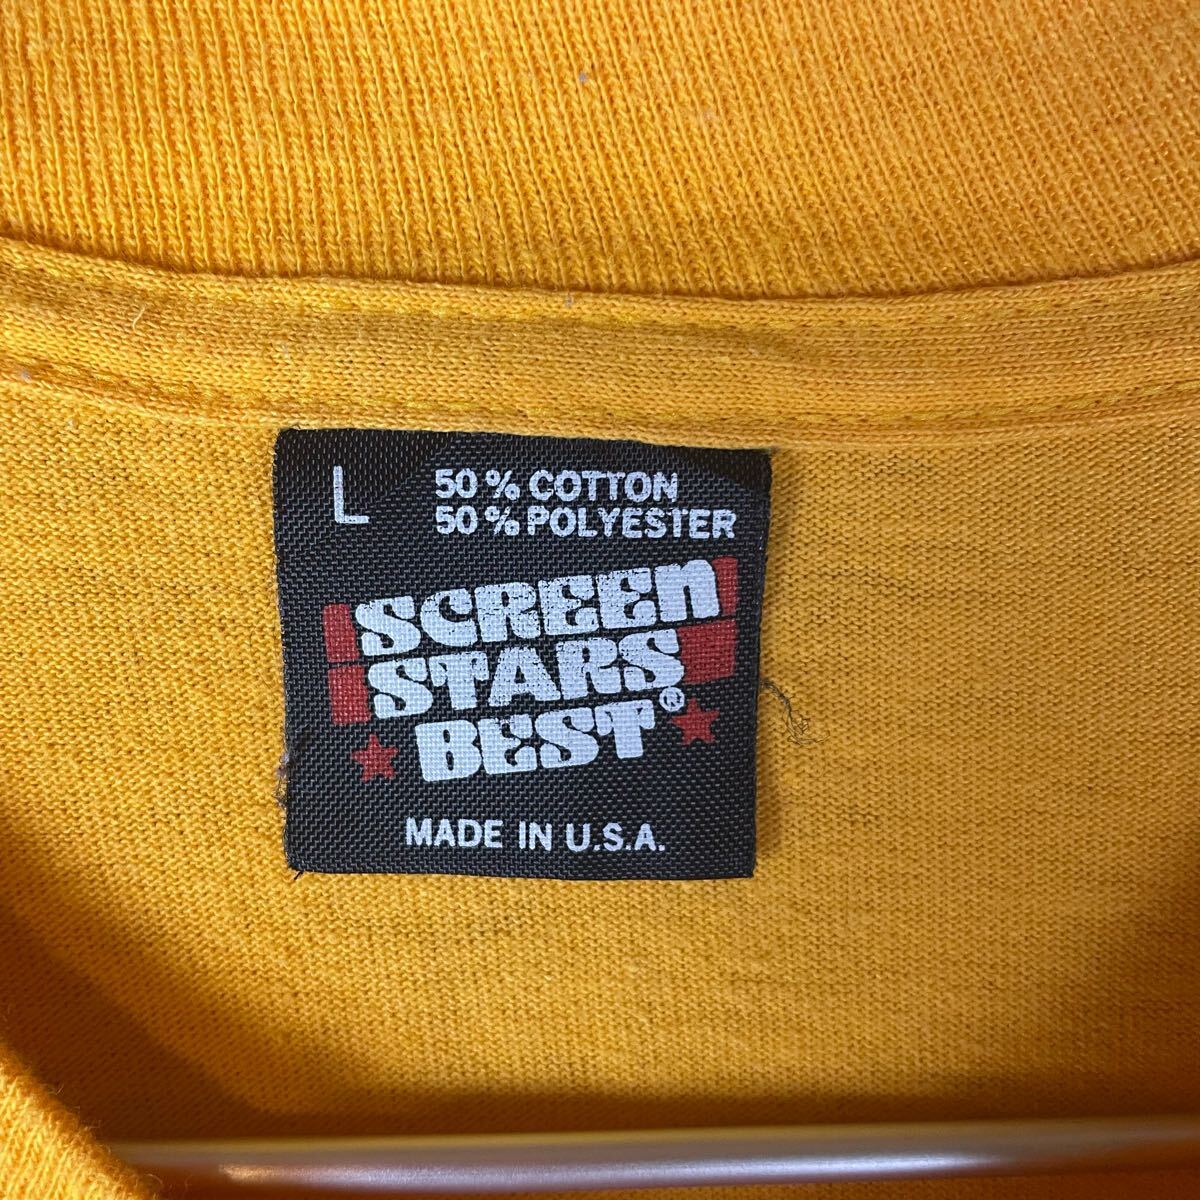 L
50% COTTON
50% POLYESTER
SCREEN
STARS
BEST®
MADE IN U.S.A.